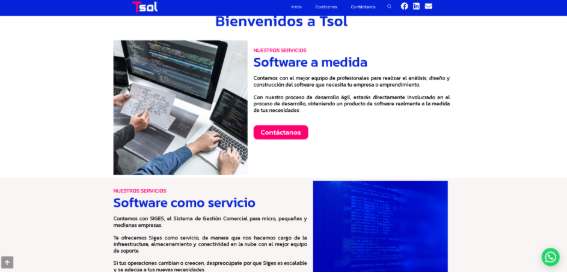 Tsol
Inicio
Conócenos
Contáctanos
Bienvenidos a Tsol
NUESTROS SERVICIOS
Software a medida
Contamos con el mejor equipo de profesionales para realizar el análisis, diseño y
construcción del software que necesita tu empresa o emprendimiento.
Con nuestro proceso de desarrollo ágil, estarás directamente involucrado en el
proceso de desarrollo, obteniendo un producto de software realmente a la medida
de tus necesidades.
Contáctanos
NUESTROS SERVICIOS
Software como servicio
Contamos con SIGES, el Sistema de Gestión Comercial para micro, pequeñas y
medianas empresas.
Te ofrecemos Siges como servicio, de manera que nos hacemos cargo de la
infraestructura, almacenamiento y conectividad en la nube con el mejor equipo
de soporte.
Si tus operaciones cambian o crecen, despreocúpate por que Siges es escalable
y se adecúa a tus nuevas necesidades.